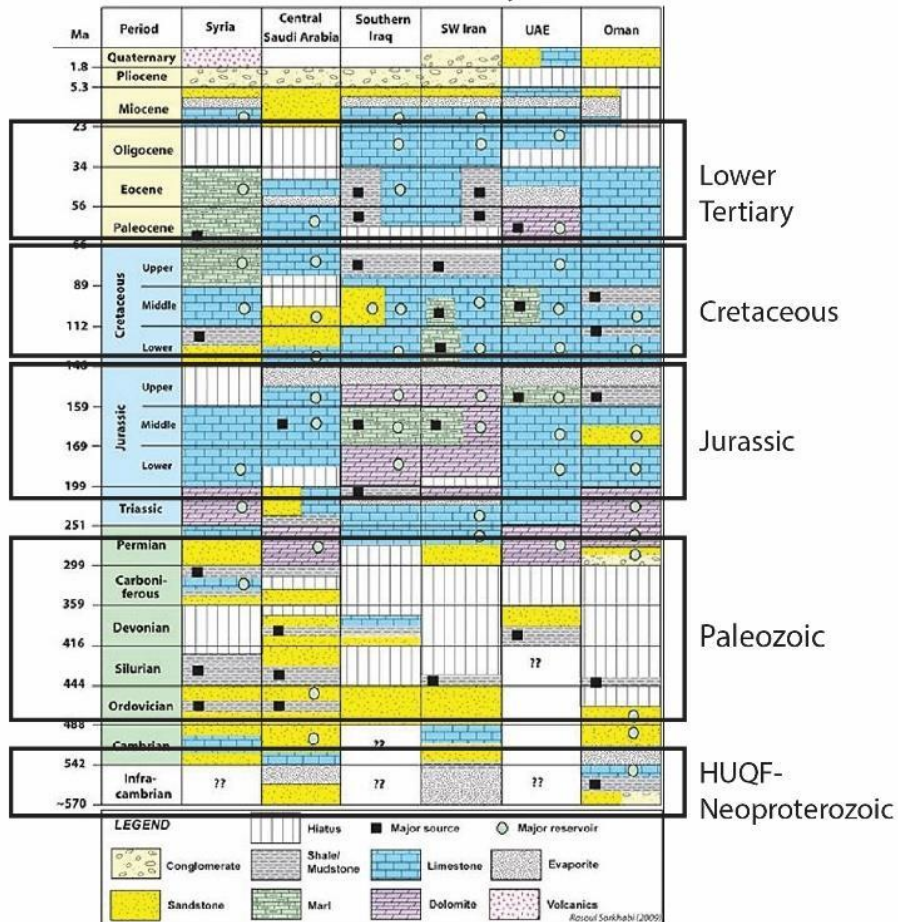 Ma Period Syria Central Saudi Arabia Southern Iraq SW Iran UAE Oman
Quaternary
1.8
Pliocene
5.3
Miocene
23
Oligocene
34
Eocene
56
Paleocene
Lower Tertiary
Cretaceous
Upper
89
Middle
112
Lower
Cretaceous
145
Jurassic
Upper
159
Middle
169
Lower
199
Jurassic
Triassic
251
Permian
299
Carboni-
ferous
359
Devonian
416
Silurian
??
444
Ordovician
488
Paleozoic
Cambrian
??
542
Infra-
cambrian
?? ?? ??
~570
HUQF-
Neoproterozoic
LEGEND
Hiatus Major source Major reservoir
Conglomerate Shale/ Mudstone Limestone Evaporite
Sandstone Marl Dolomite Volcanics
Rasoul Sorkhabi (2009)